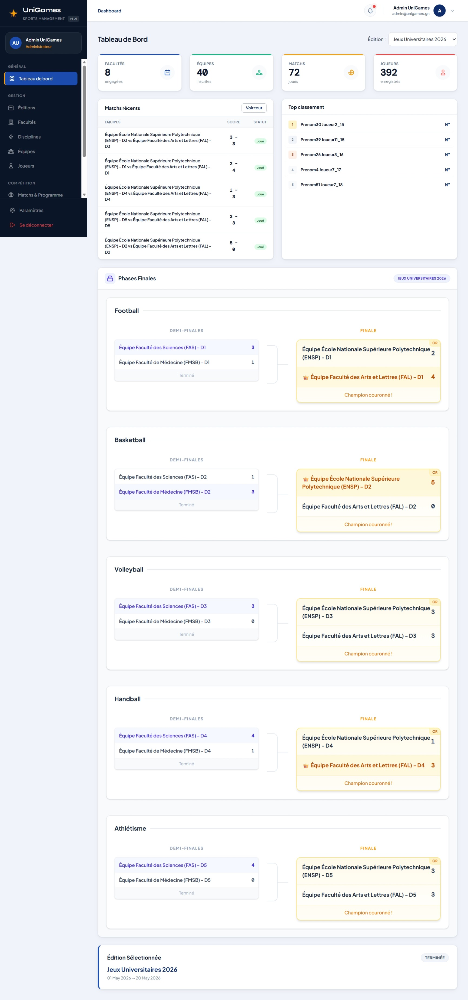 UniGames
SPORTS MANAGEMENT v1.0
AU
Admin UniGames
Administrateur
GÉNÉRAL
Tableau de bord
GESTION
Éditions
Facultés
Disciplines
Équipes
Joueurs
COMPÉTITION
Matchs & Programme
Paramètres
Se déconnecter
Dashboard
Admin UniGames
admin@unigames.gn
A
Tableau de Bord
Édition :
Jeux Universitaires 2026
FACULTÉS
8
engagées
ÉQUIPES
40
inscrites
MATCHS
72
joués
JOUEURS
392
enregistrés
Matchs récents
Voir tout
ÉQUIPES SCORE STATUT
Équipe École Nationale Supérieure Polytechnique
(ENSP) - D3 vs Équipe Faculté des Arts et Lettres (FAL) -
D3
3 -
3
Joué
Équipe École Nationale Supérieure Polytechnique
(ENSP) - D1 vs Équipe Faculté des Arts et Lettres (FAL) -
D1
2 -
4
Joué
Équipe École Nationale Supérieure Polytechnique
(ENSP) - D4 vs Équipe Faculté des Arts et Lettres (FAL) -
D4
1 -
3
Joué
Équipe École Nationale Supérieure Polytechnique
(ENSP) - D5 vs Équipe Faculté des Arts et Lettres (FAL) -
D5
3 -
3
Joué
Équipe École Nationale Supérieure Polytechnique
(ENSP) - D2 vs Équipe Faculté des Arts et Lettres (FAL) -
D2
5 -
0
Joué
Top classement
1 Prenom30 Joueur2_15 N°
2 Prenom39 Joueur11_15 N°
3 Prenom26 Joueur3_16 N°
4 Prenom4 Joueur7_17 N°
5 Prenom51 Joueur7_18 N°
Phases Finales
JEUX UNIVERSITAIRES 2026
Football
DEMI-FINALES
Équipe Faculté des Sciences (FAS) - D1 3
Équipe Faculté de Médecine (FMSB) - D1 1
Terminé
FINALE
OR
Équipe École Nationale Supérieure Polytechnique
(ENSP) - D1
2
Équipe Faculté des Arts et Lettres (FAL) - D1 4
Champion couronné !
Basketball
DEMI-FINALES
Équipe Faculté des Sciences (FAS) - D2 1
Équipe Faculté de Médecine (FMSB) - D2 3
Terminé
FINALE
OR
Équipe École Nationale Supérieure
Polytechnique (ENSP) - D2
5
Équipe Faculté des Arts et Lettres (FAL) - D2 0
Champion couronné !
Volleyball
DEMI-FINALES
Équipe Faculté des Sciences (FAS) - D3 3
Équipe Faculté de Médecine (FMSB) - D3 0
Terminé
FINALE
OR
Équipe École Nationale Supérieure Polytechnique
(ENSP) - D3
3
Équipe Faculté des Arts et Lettres (FAL) - D3 3
Champion couronné !
Handball
DEMI-FINALES
Équipe Faculté des Sciences (FAS) - D4 4
Équipe Faculté de Médecine (FMSB) - D4 1
Terminé
FINALE
OR
Équipe École Nationale Supérieure Polytechnique
(ENSP) - D4
1
Équipe Faculté des Arts et Lettres (FAL) - D4 3
Champion couronné !
Athlétisme
DEMI-FINALES
Équipe Faculté des Sciences (FAS) - D5 4
Équipe Faculté de Médecine (FMSB) - D5 0
Terminé
FINALE
OR
Équipe École Nationale Supérieure Polytechnique
(ENSP) - D5
3
Équipe Faculté des Arts et Lettres (FAL) - D5 3
Champion couronné !
Édition Sélectionnée
TERMINÉE
Jeux Universitaires 2026
01 May 2026 → 20 May 2026